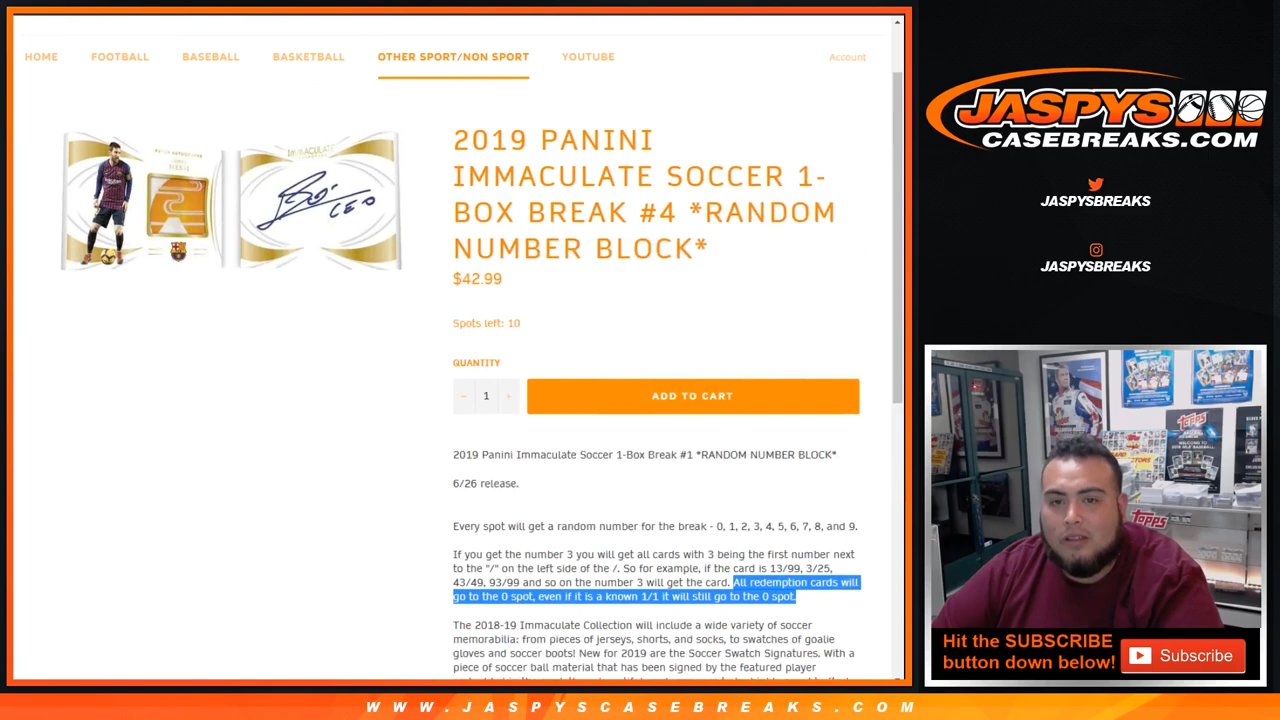 HOME FOOTBALL BASEBALL BASKETBALL OTHER SPORT/NON SPORT YOUTUBE Account
IMMACULATE
CEO
2019 PANINI
IMMACULATE SOCCER 1-
BOX BREAK #4 *RANDOM
NUMBER BLOCK*
$42.99
Spots left: 10
QUANTITY
− 1 +
ADD TO CART
2019 Panini Immaculate Soccer 1-Box Break #1 *RANDOM NUMBER BLOCK*
6/26 release.
Every spot will get a random number for the break - 0, 1, 2, 3, 4, 5, 6, 7, 8, and 9.
If you get the number 3 you will get all cards with 3 being the first number next
to the "/" on the left side of the /. So for example, if the card is 13/99, 3/25,
43/49, 93/99 and so on the number 3 will get the card. All redemption cards will
go to the 0 spot, even if it is a known 1/1 it will still go to the 0 spot.
The 2018-19 Immaculate Collection will include a wide variety of soccer
memorabilia: from pieces of jerseys, shorts, and socks, to swatches of goalie
gloves and soccer boots! New for 2019 are the Soccer Swatch Signatures. With a
piece of soccer ball material that has been signed by the featured player
JASPYS
CASEBREAKS.COM
JASPYSBREAKS
JASPYSBREAKS
TOPPS
TOPPS
Hit the SUBSCRIBE
button down below!
Subscribe
WWW.JASPYSCASEBREAKS.COM